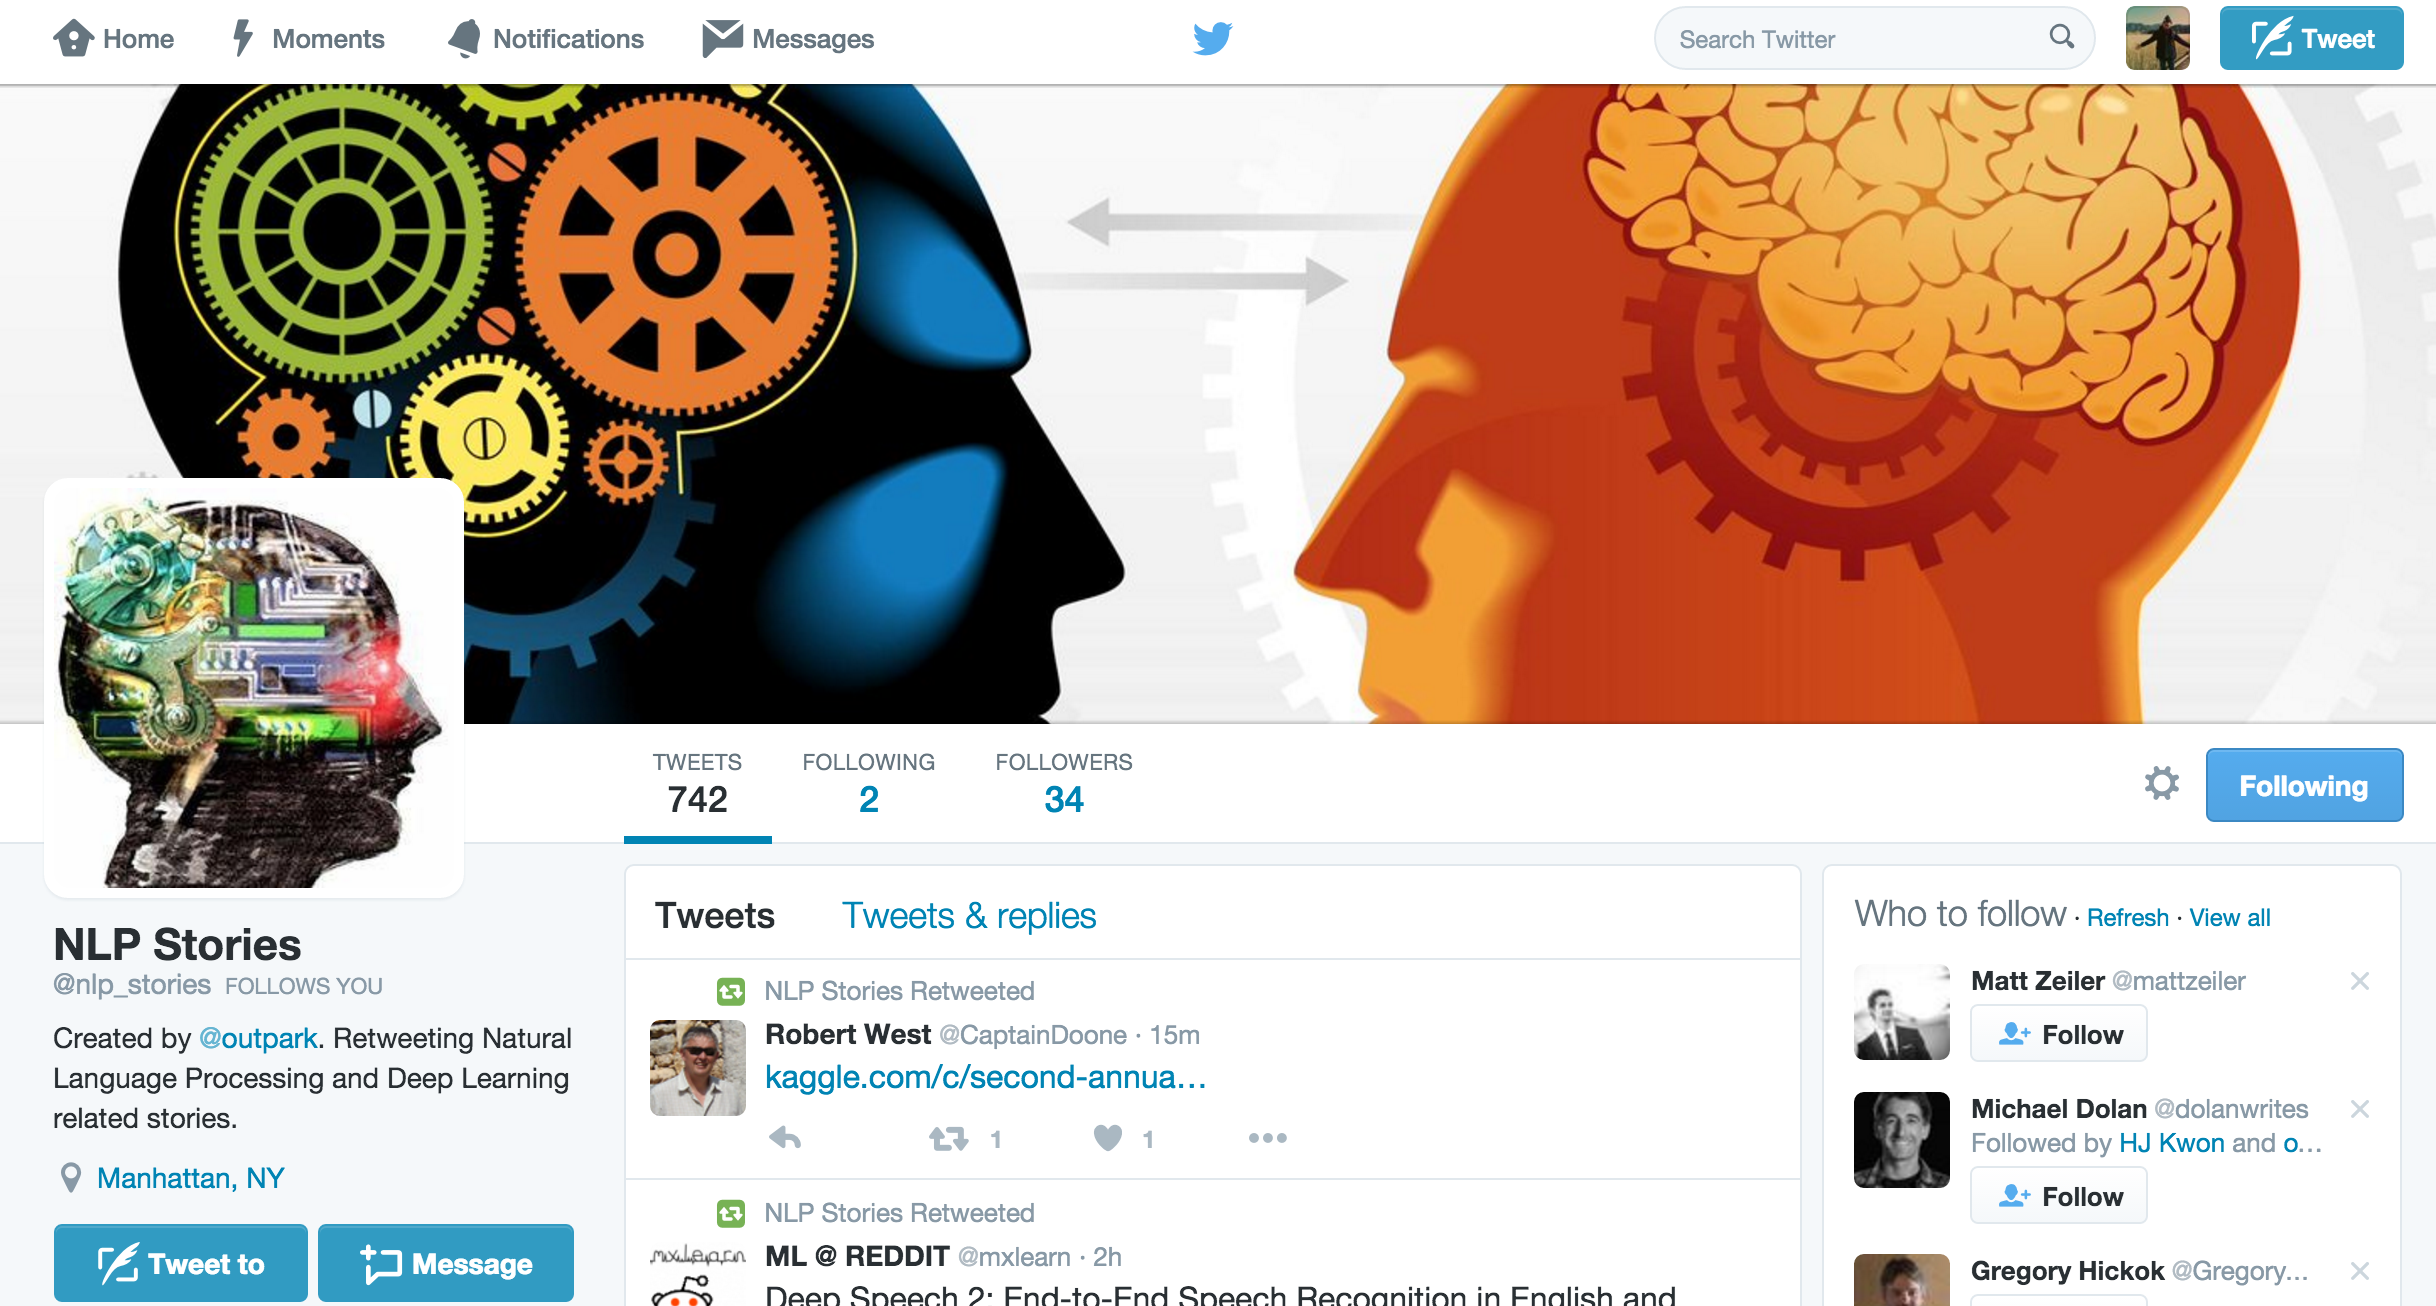 Home
Moments
Notifications
Messages
Search Twitter
Tweet
TWEETS
742
FOLLOWING
2
FOLLOWERS
34
Following
NLP Stories
@nlp_stories FOLLOWS YOU
Created by @outpark. Retweeting Natural
Language Processing and Deep Learning
related stories.
Manhattan, NY
Tweet to
Message
Tweets
Tweets & replies
NLP Stories Retweeted
Robert West @CaptainDoone · 15m
kaggle.com/c/second-annua...
1
1
NLP Stories Retweeted
mxlearn
ML @ REDDIT @mxlearn · 2h
Deep Speech 2: End-to-End Speech Recognition in English and
Who to follow · Refresh · View all
Matt Zeiler @mattzeiler
Follow
Michael Dolan @dolanwrites
Followed by HJ Kwon and o...
Follow
Gregory Hickok @Gregory...